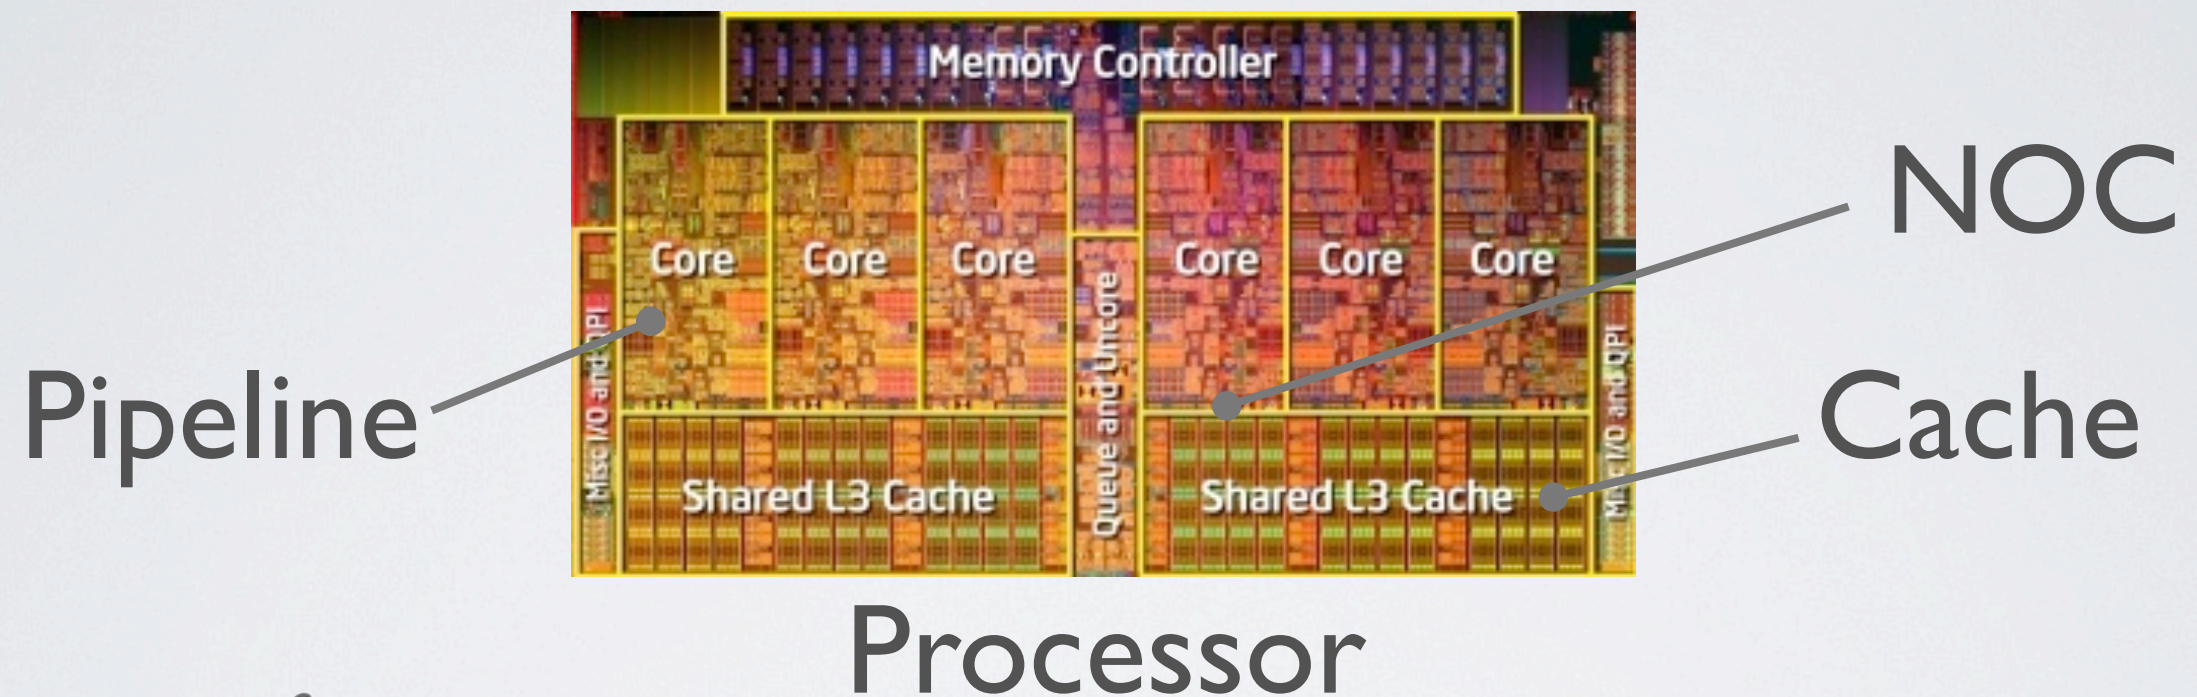 Memory Controller
NOC
Core Core Core Core Core Core
Pipeline
Misc I/O and QPI
Queue and Uncore
Misc I/O and QPI
Cache
Shared L3 Cache Shared L3 Cache
Processor